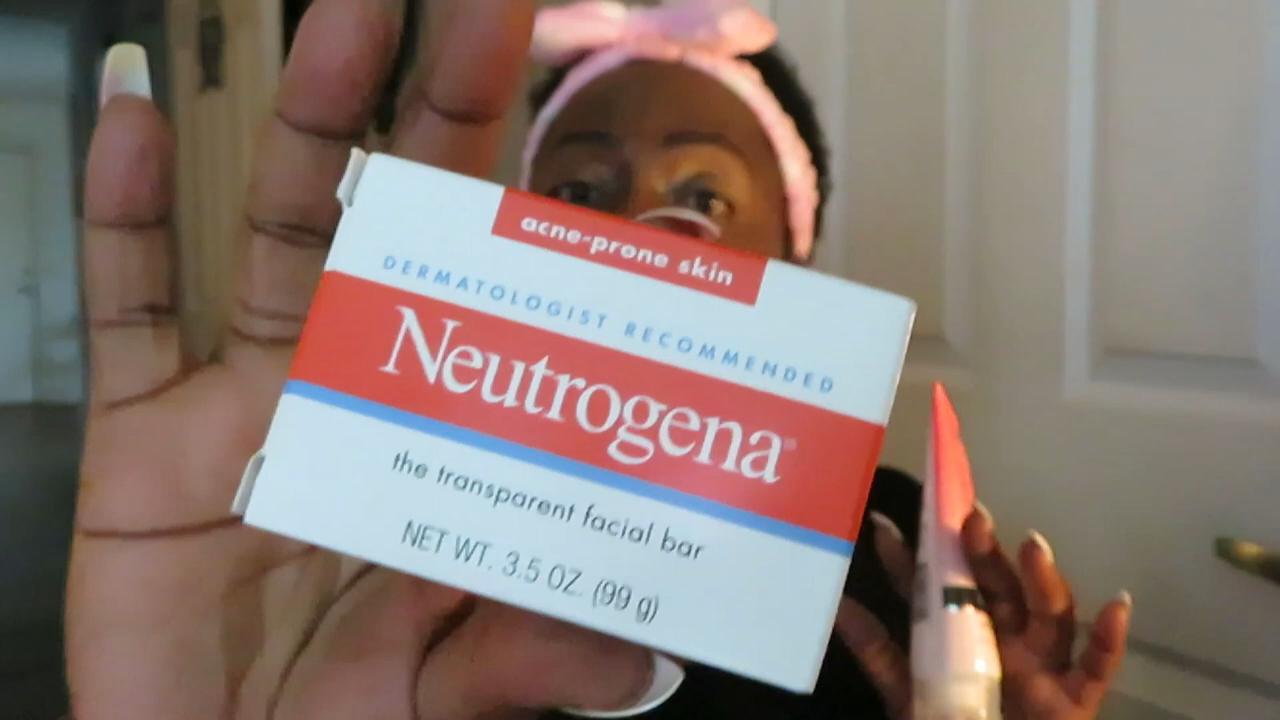 acne-prone skin
DERMATOLOGIST RECOMMENDED
Neutrogena®
the transparent facial bar
NET WT. 3.5 OZ. (99 g)